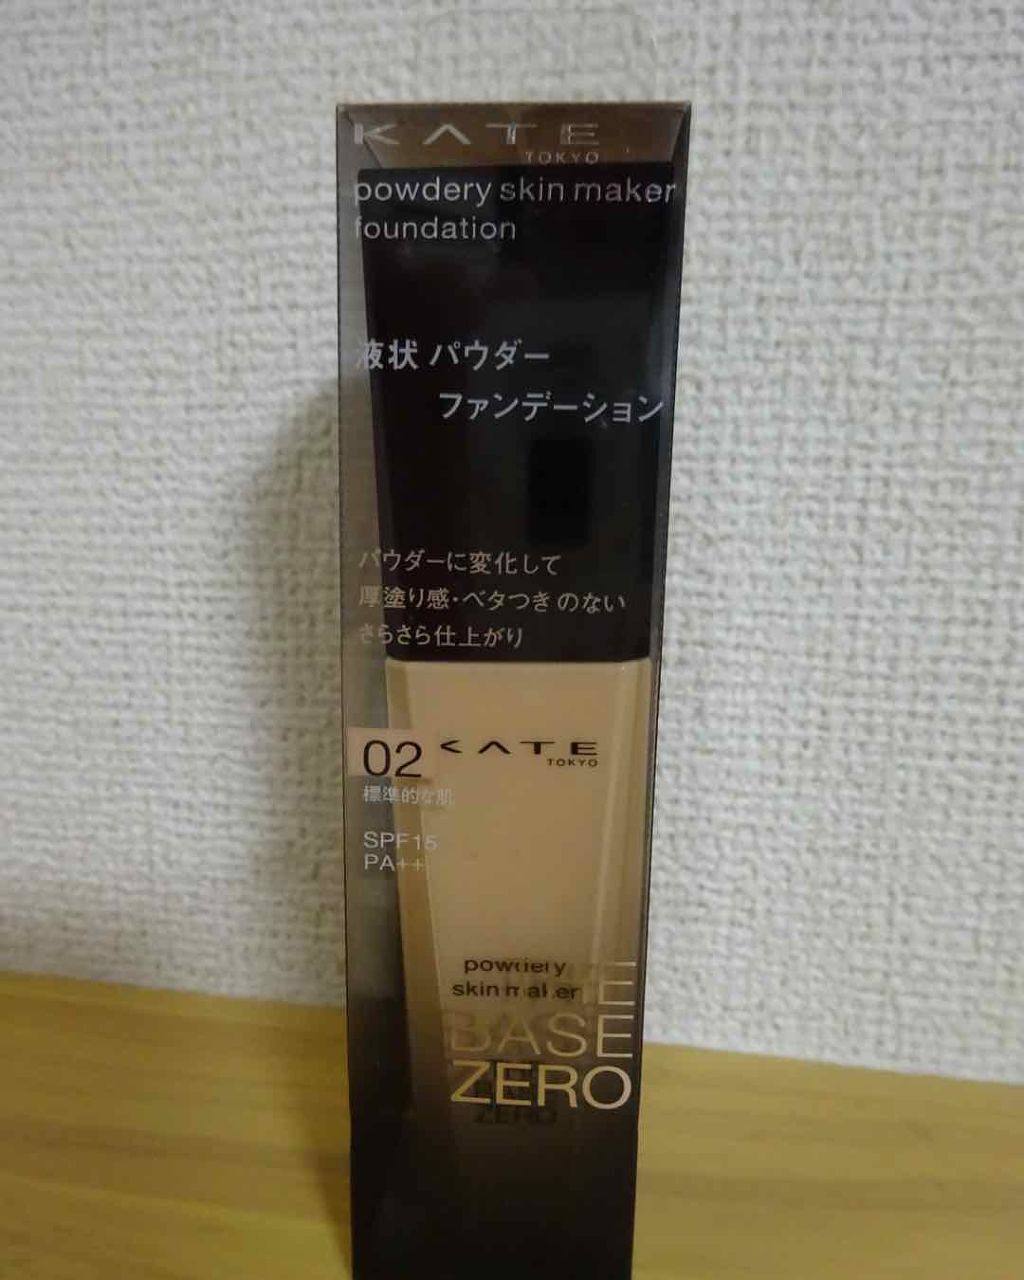 KATE
TOKYO
powdery skin maker
foundation
液状 パウダー
ファンデーション
パウダーに変化して
厚塗り感・ベタつきのない
さらさら仕上がり
KATE
TOKYO
02
標準的な肌
SPF15
PA++
powdery
skin maker
THE
BASE
ZERO
ZERO